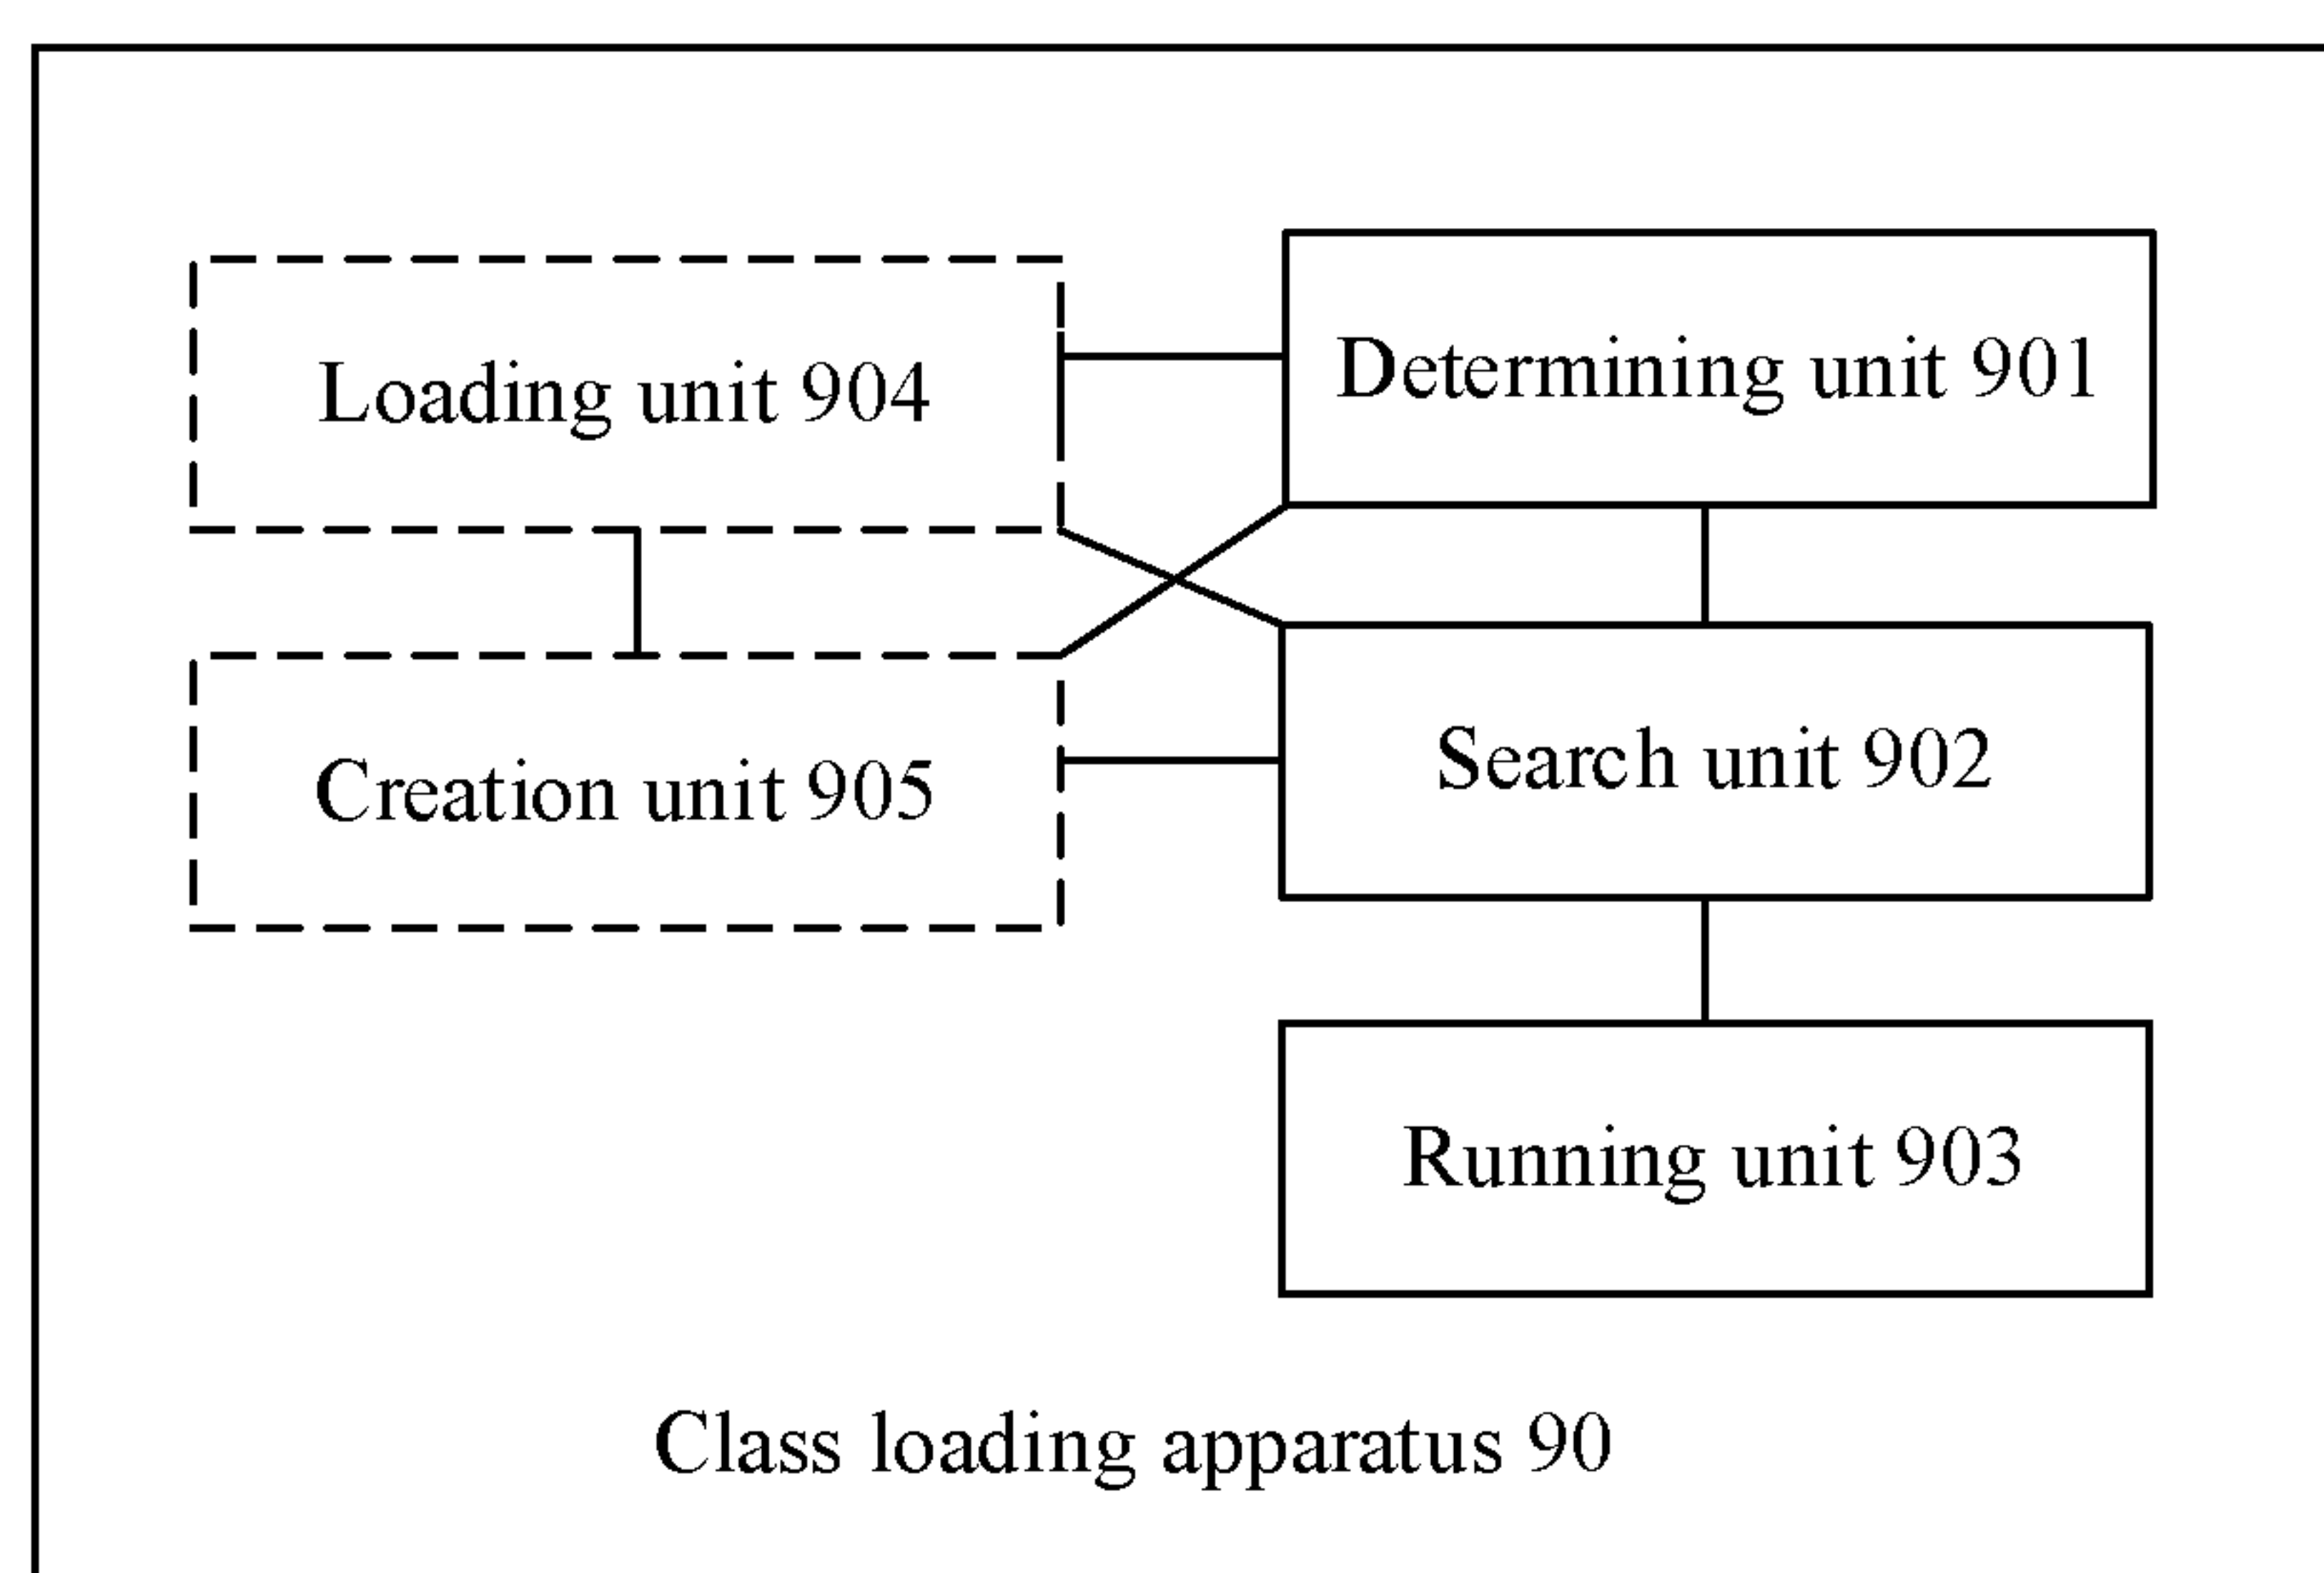 Loading unit 904
Determining unit 901
Creation unit 905
Search unit 902
Running unit 903
Class loading apparatus 90